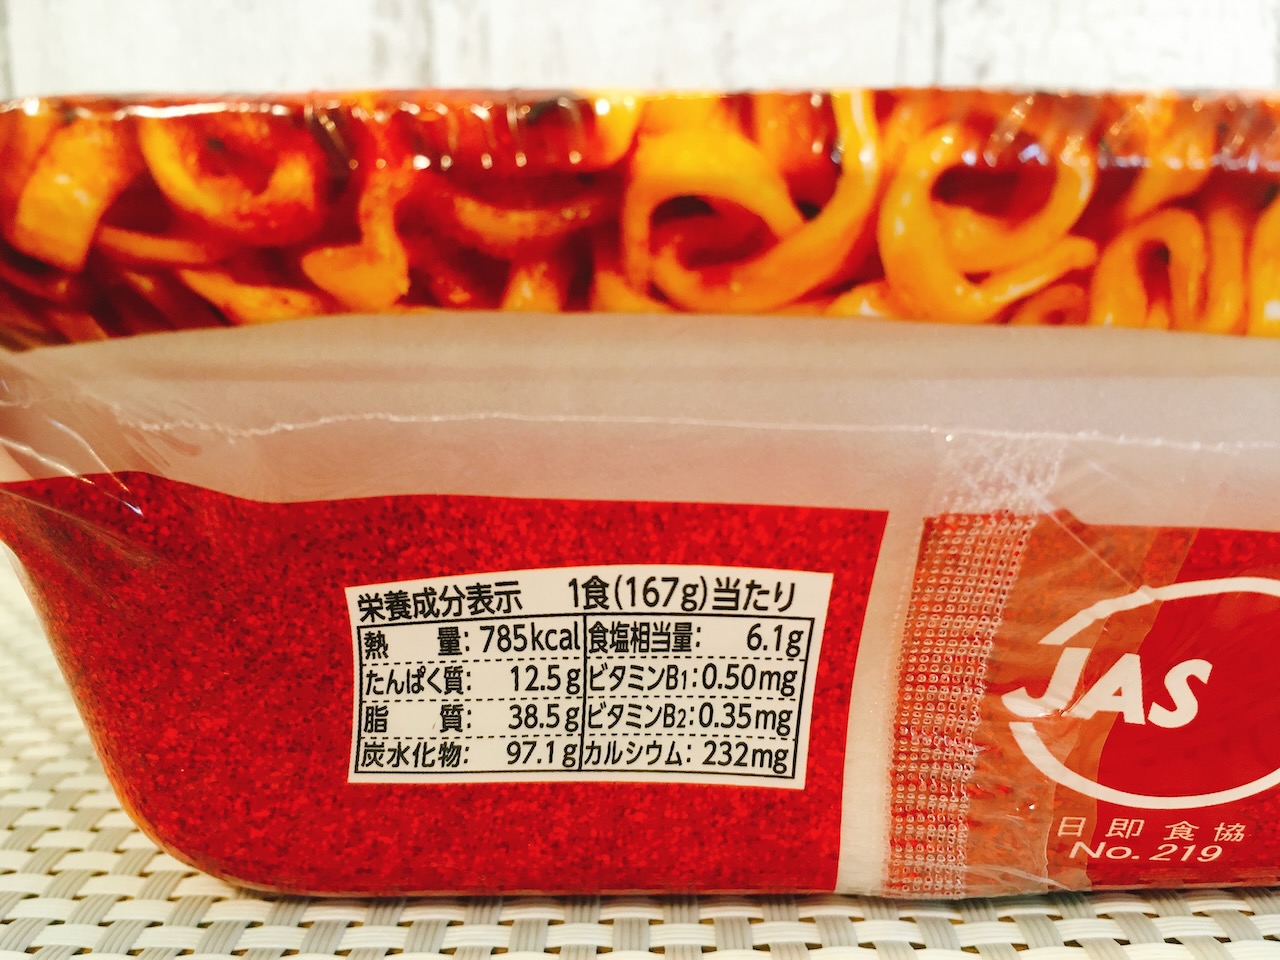 栄養成分表示 1食(167g)当たり
熱量: 785kcal 食塩相当量: 6.1g
たんぱく質: 12.5g ビタミンB1: 0.50mg
脂質: 38.5g ビタミンB2: 0.35mg
炭水化物: 97.1g カルシウム: 232mg
JAS
日即食協
No. 219